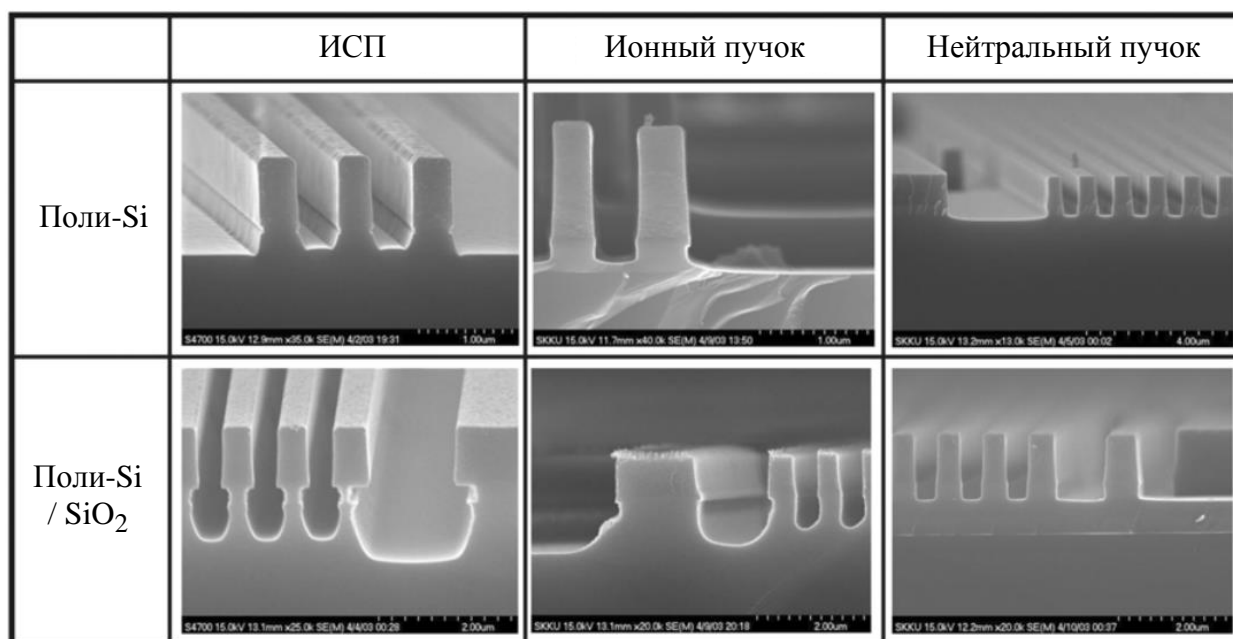 ИСП
Ионный пучок
Нейтральный пучок
Поли-Si
S4700 15.0kV 12.9mm x35.0k SE(M) 4/2/03 19:31 1.00um
SKKU 15.0kV 11.7mm x40.0k SE(M) 4/9/03 13:50 1.00um
SKKU 15.0kV 13.2mm x13.0k SE(M) 4/5/03 00:02 4.00um
Поли-Si
/ SiO2
S4700 15.0kV 13.1mm x25.0k SE(M) 4/4/03 00:28 2.00um
SKKU 15.0kV 13.1mm x20.0k SE(M) 4/9/03 20:18 2.00um
SKKU 15.0kV 12.2mm x20.0k SE(M) 4/10/03 00:37 2.00um